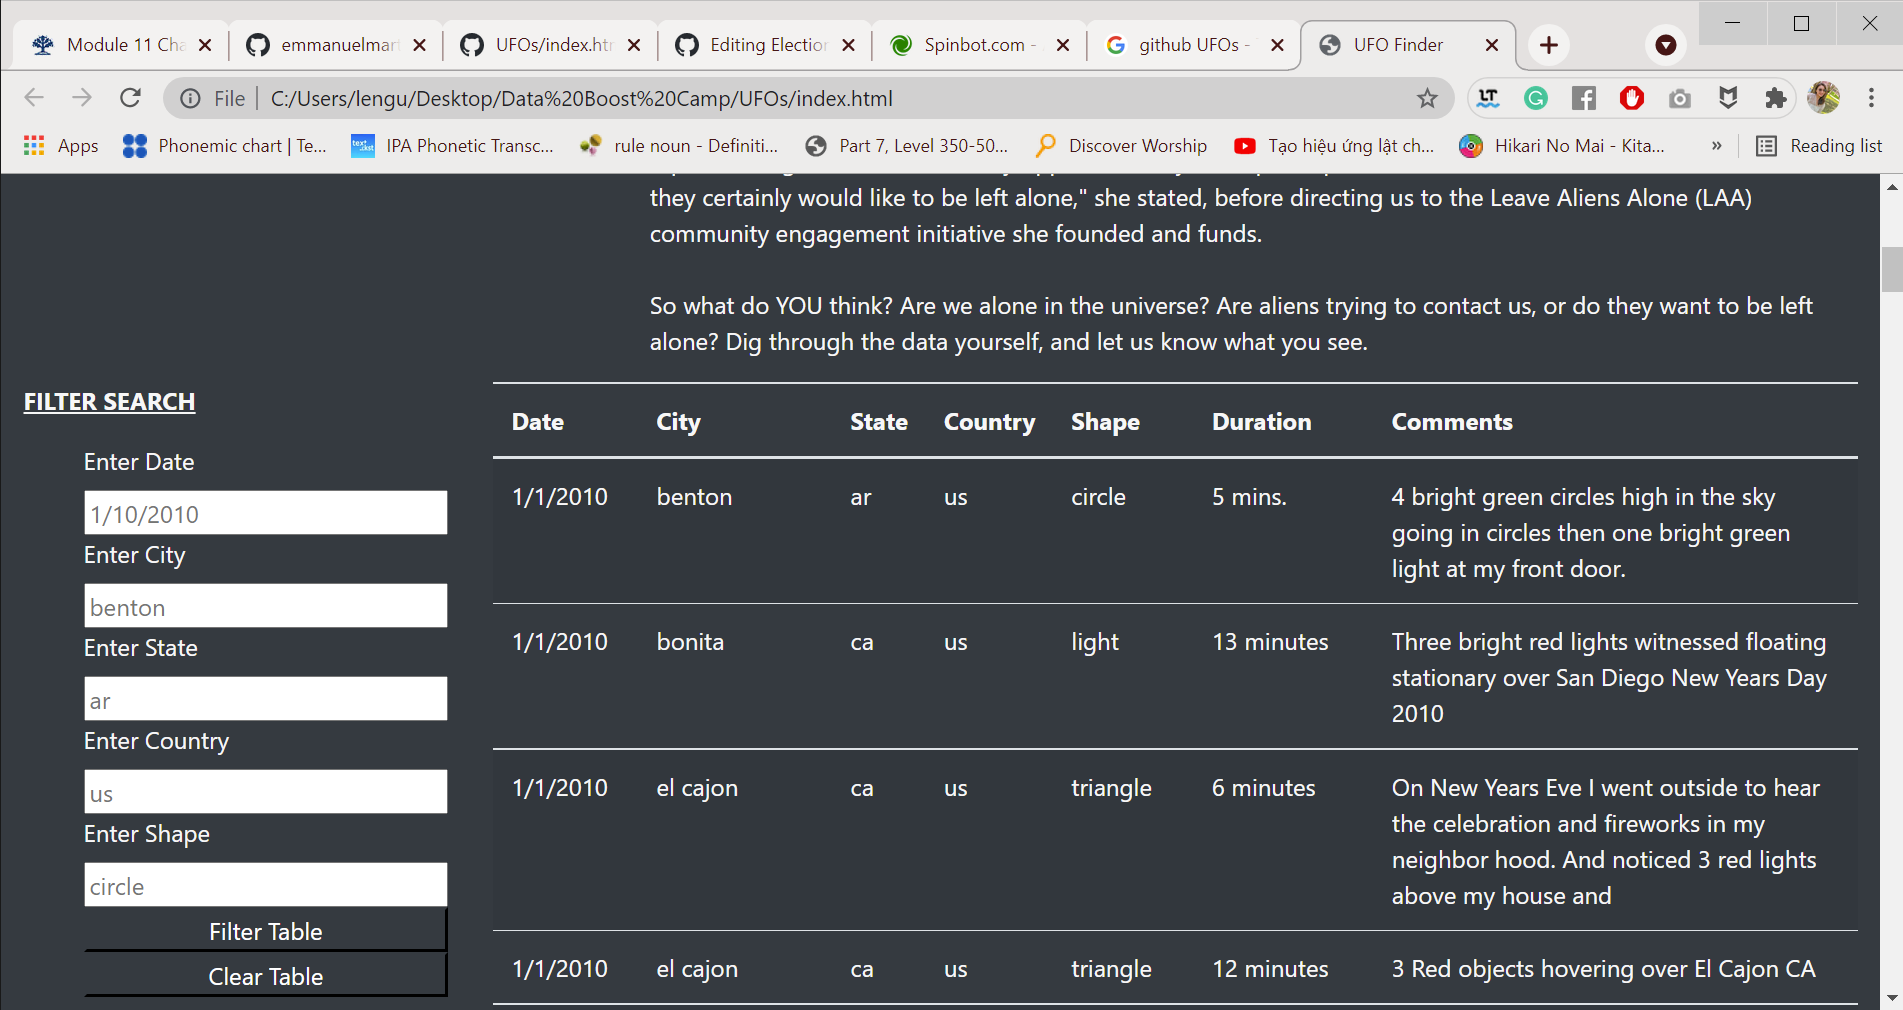 Module 11 Cha
emmanuelmar
UFOs/index.htm
Editing Election
Spinbot.com -
github UFOs -
UFO Finder
File
C:/Users/lengu/Desktop/Data%20Boost%20Camp/UFOs/index.html
Apps
Phonemic chart | Te...
IPA Phonetic Transc...
rule noun - Definiti...
Part 7, Level 350-50...
Discover Worship
Tạo hiệu ứng lật ch...
Hikari No Mai - Kita...
»
Reading list
they certainly would like to be left alone," she stated, before directing us to the Leave Aliens Alone (LAA)
community engagement initiative she founded and funds.
So what do YOU think? Are we alone in the universe? Are aliens trying to contact us, or do they want to be left
alone? Dig through the data yourself, and let us know what you see.
FILTER SEARCH
Enter Date
1/10/2010
Enter City
benton
Enter State
ar
Enter Country
us
Enter Shape
circle
Filter Table
Clear Table
Date City State Country Shape Duration Comments
1/1/2010 benton ar us circle 5 mins. 4 bright green circles high in the sky
going in circles then one bright green
light at my front door.
1/1/2010 bonita ca us light 13 minutes Three bright red lights witnessed floating
stationary over San Diego New Years Day
2010
1/1/2010 el cajon ca us triangle 6 minutes On New Years Eve I went outside to hear
the celebration and fireworks in my
neighbor hood. And noticed 3 red lights
above my house and
1/1/2010 el cajon ca us triangle 12 minutes 3 Red objects hovering over El Cajon CA